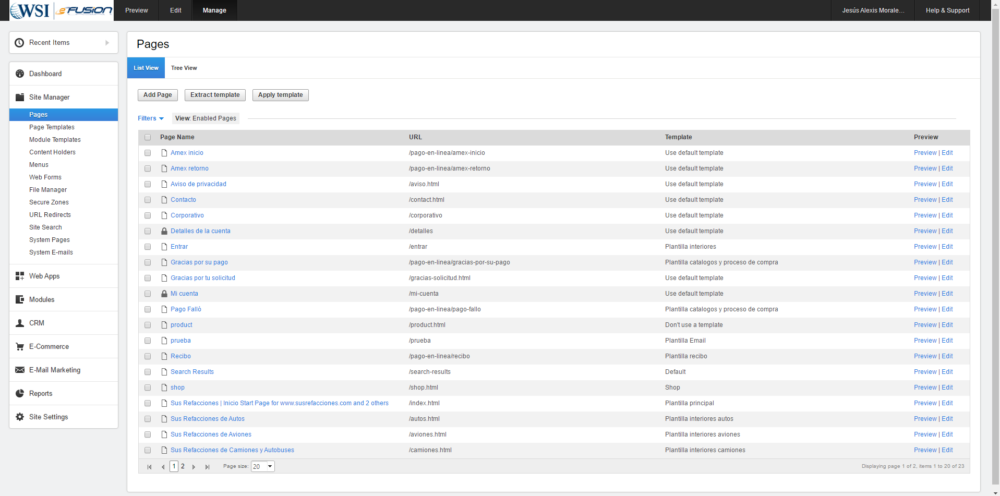 WSI eFUSION Preview Edit Manage Jesús Alexis Morale... Help & Support
Recent Items
Dashboard
Site Manager
Pages
Page Templates
Module Templates
Content Holders
Menus
Web Forms
File Manager
Secure Zones
URL Redirects
Site Search
System Pages
System E-mails
Web Apps
Modules
CRM
E-Commerce
E-Mail Marketing
Reports
Site Settings
Pages
List View Tree View
Add Page Extract template Apply template
Filters View: Enabled Pages
Page Name URL Template Preview
Amex inicio /pago-en-linea/amex-inicio Use default template Preview | Edit
Amex retorno /pago-en-linea/amex-retorno Use default template Preview | Edit
Aviso de privacidad /aviso.html Use default template Preview | Edit
Contacto /contact.html Use default template Preview | Edit
Corporativo /corporativo Use default template Preview | Edit
Detalles de la cuenta /detalles Use default template Preview | Edit
Entrar /entrar Plantilla interiores Preview | Edit
Gracias por su pago /pago-en-linea/gracias-por-su-pago Plantilla catalogos y proceso de compra Preview | Edit
Gracias por tu solicitud /gracias-solicitud.html Use default template Preview | Edit
Mi cuenta /mi-cuenta Use default template Preview | Edit
Pago Falló /pago-en-linea/pago-fallo Plantilla catalogos y proceso de compra Preview | Edit
product /product.html Don't use a template Preview | Edit
prueba /prueba Plantilla Email Preview | Edit
Recibo /pago-en-linea/recibo Plantilla recibo Preview | Edit
Search Results /search-results Default Preview | Edit
shop /shop.html Shop Preview | Edit
Sus Refacciones | Inicio Start Page for www.susrefacciones.com and 2 others /index.html Plantilla principal Preview | Edit
Sus Refacciones de Autos /autos.html Plantilla interiores autos Preview | Edit
Sus Refacciones de Aviones /aviones.html Plantilla interiores aviones Preview | Edit
Sus Refacciones de Camiones y Autobuses /camiones.html Plantilla interiores camiones Preview | Edit
1 2 Page size: 20 Displaying page 1 of 2, items 1 to 20 of 23